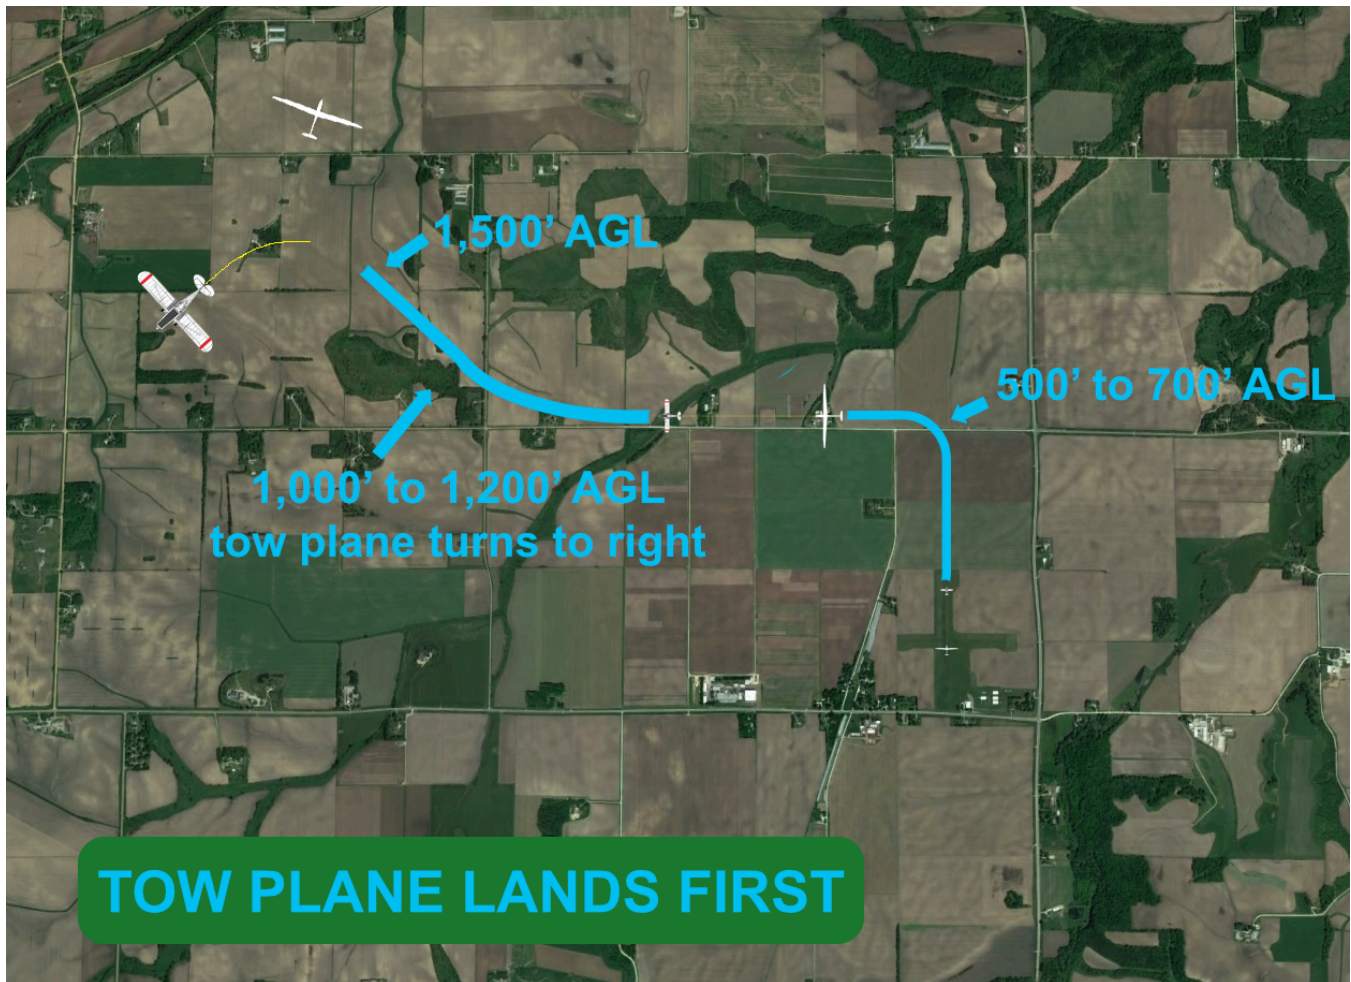 1,500’ AGL
500’ to 700’ AGL
1,000’ to 1,200’ AGL
tow plane turns to right
TOW PLANE LANDS FIRST